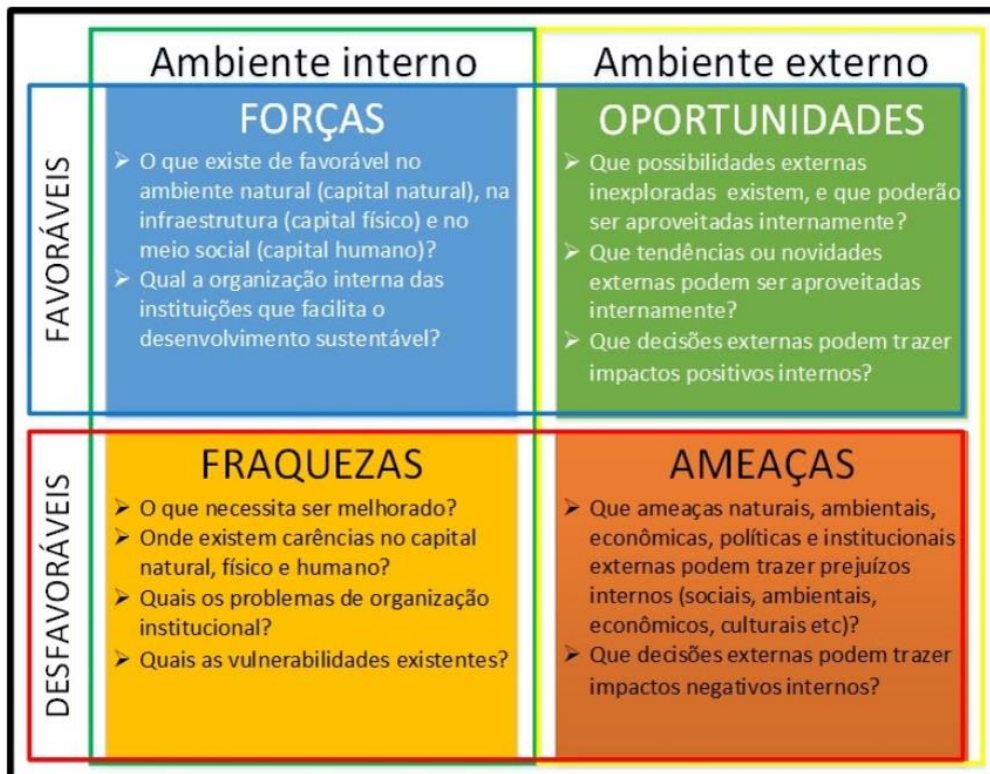 Ambiente interno
Ambiente externo
FAVORÁVEIS
FORÇAS
➢ O que existe de favorável no
ambiente natural (capital natural), na
infraestrutura (capital físico) e no
meio social (capital humano)?
➢ Qual a organização interna das
instituições que facilita o
desenvolvimento sustentável?
OPORTUNIDADES
➢ Que possibilidades externas
inexploradas existem, e que poderão
ser aproveitadas internamente?
➢ Que tendências ou novidades
externas podem ser aproveitadas
internamente?
➢ Que decisões externas podem trazer
impactos positivos internos?
DESFAVORÁVEIS
FRAQUEZAS
➢ O que necessita ser melhorado?
➢ Onde existem carências no capital
natural, físico e humano?
➢ Quais os problemas de organização
institucional?
➢ Quais as vulnerabilidades existentes?
AMEAÇAS
➢ Que ameaças naturais, ambientais,
econômicas, políticas e institucionais
externas podem trazer prejuízos
internos (sociais, ambientais,
econômicos, culturais etc)?
➢ Que decisões externas podem trazer
impactos negativos internos?